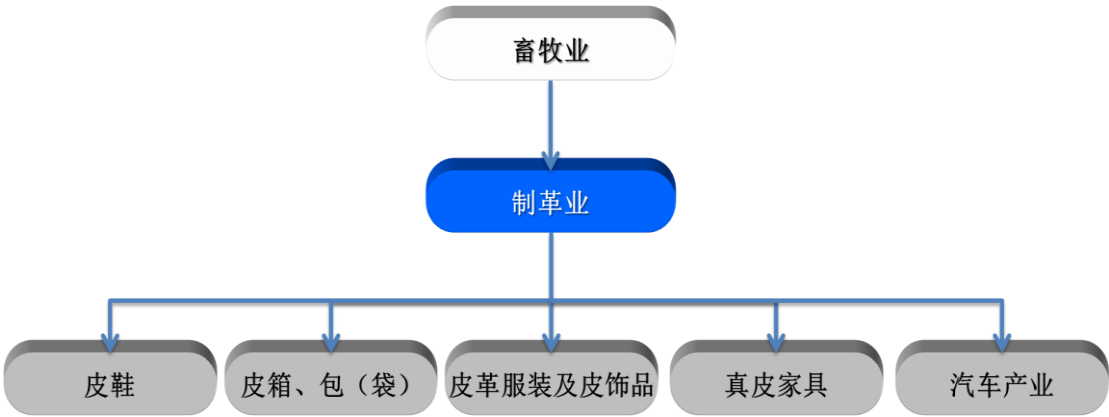 畜牧业
制革业
皮鞋
皮箱、包（袋）
皮革服装及皮饰品
真皮家具
汽车产业